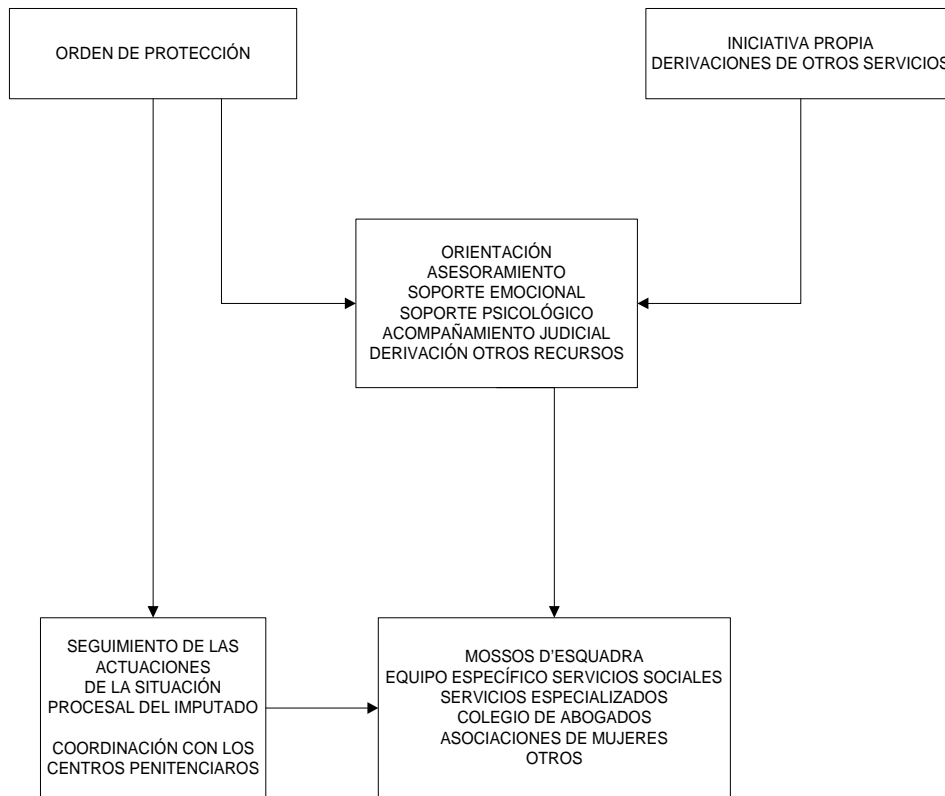 ORDEN DE PROTECCIÓN
INICIATIVA PROPIA
DERIVACIONES DE OTROS SERVICIOS
ORIENTACIÓN
ASESORAMIENTO
SOPORTE EMOCIONAL
SOPORTE PSICOLÓGICO
ACOMPAÑAMIENTO JUDICIAL
DERIVACIÓN OTROS RECURSOS
SEGUIMIENTO DE LAS
ACTUACIONES
DE LA SITUACIÓN
PROCESAL DEL IMPUTADO
COORDINACIÓN CON LOS
CENTROS PENITENCIAROS
MOSSOS D'ESQUADRA
EQUIPO ESPECÍFICO SERVICIOS SOCIALES
SERVICIOS ESPECIALIZADOS
COLEGIO DE ABOGADOS
ASOCIACIONES DE MUJERES
OTROS